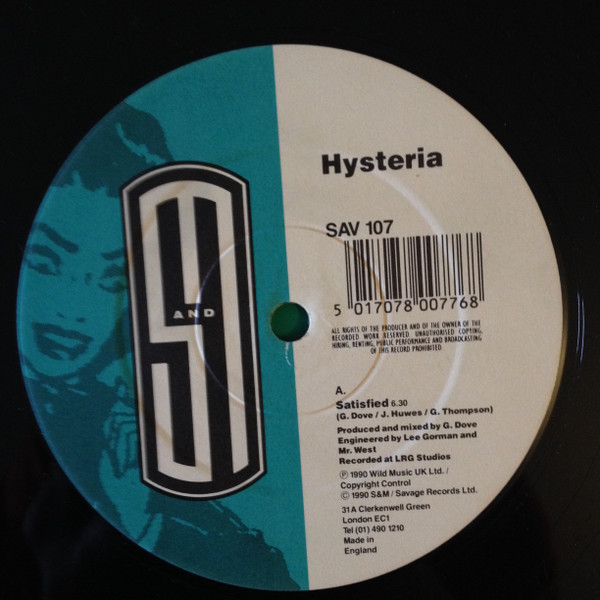 Hysteria
SAV 107
5 017078 007768
ALL RIGHTS OF THE PRODUCER AND OF THE OWNER OF THE
RECORDED WORK RESERVED. UNAUTHORISED COPYING,
HIRING, RENTING, PUBLIC PERFORMANCE AND BROADCASTING
OF THIS RECORD PROHIBITED.
S AND M
A.
Satisfied 6.30
(G. Dove / J. Huwes / G. Thompson)
Produced and mixed by G. Dove
Engineered by Lee Gorman and
Mr. West
Recorded at LRG Studios
℗ 1990 Wild Music UK Ltd. /
Copyright Control
© 1990 S&M / Savage Records Ltd.
31A Clerkenwell Green
London EC1
Tel (01) 490 1210
Made in
England